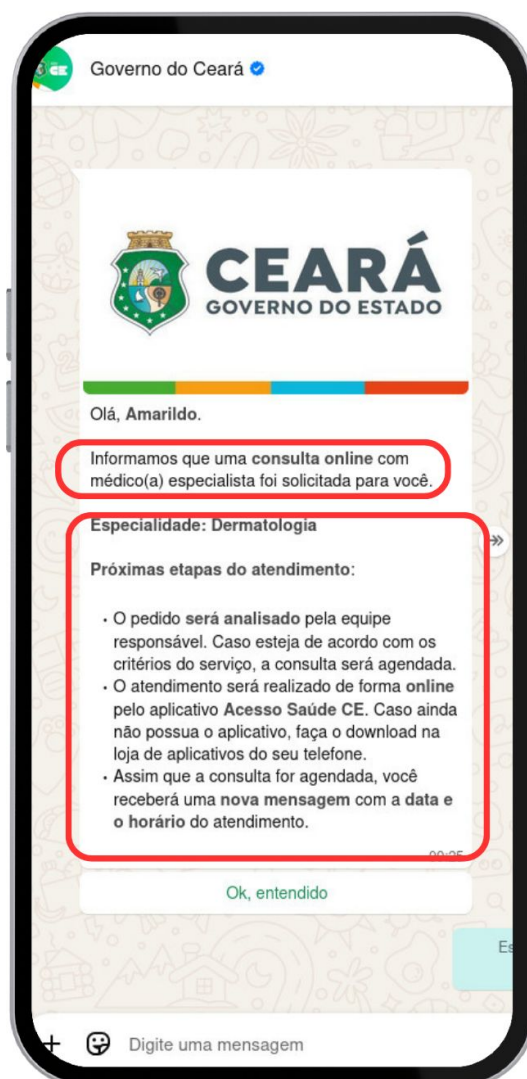 Governo do Ceará
CEARÁ
GOVERNO DO ESTADO
Olá, Amarildo.
Informamos que uma consulta online com
médico(a) especialista foi solicitada para você.
Especialidade: Dermatologia
Próximas etapas do atendimento:
• O pedido será analisado pela equipe
responsável. Caso esteja de acordo com os
critérios do serviço, a consulta será agendada.
• O atendimento será realizado de forma online
pelo aplicativo Acesso Saúde CE. Caso ainda
não possua o aplicativo, faça o download na
loja de aplicativos do seu telefone.
• Assim que a consulta for agendada, você
receberá uma nova mensagem com a data e
o horário do atendimento.
Ok, entendido
Es
Digite uma mensagem